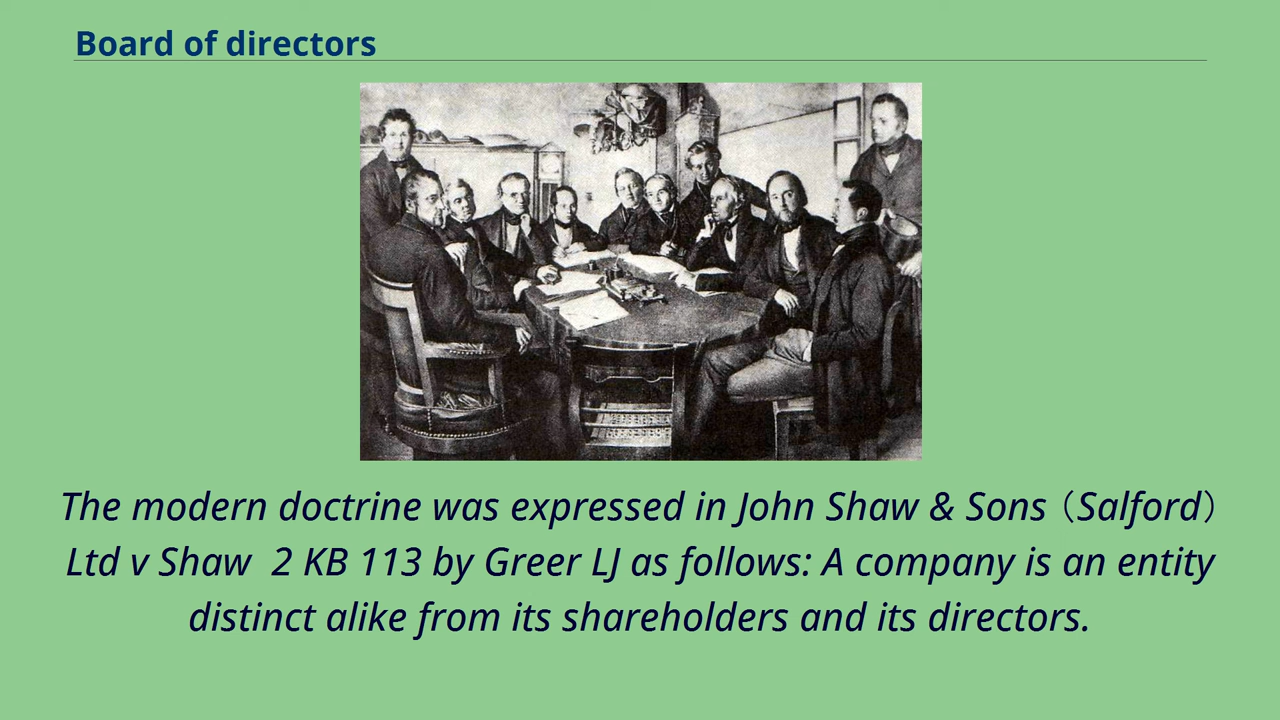 Board of directors
The modern doctrine was expressed in John Shaw & Sons（Salford）
Ltd v Shaw  2 KB 113 by Greer LJ as follows: A company is an entity
distinct alike from its shareholders and its directors.